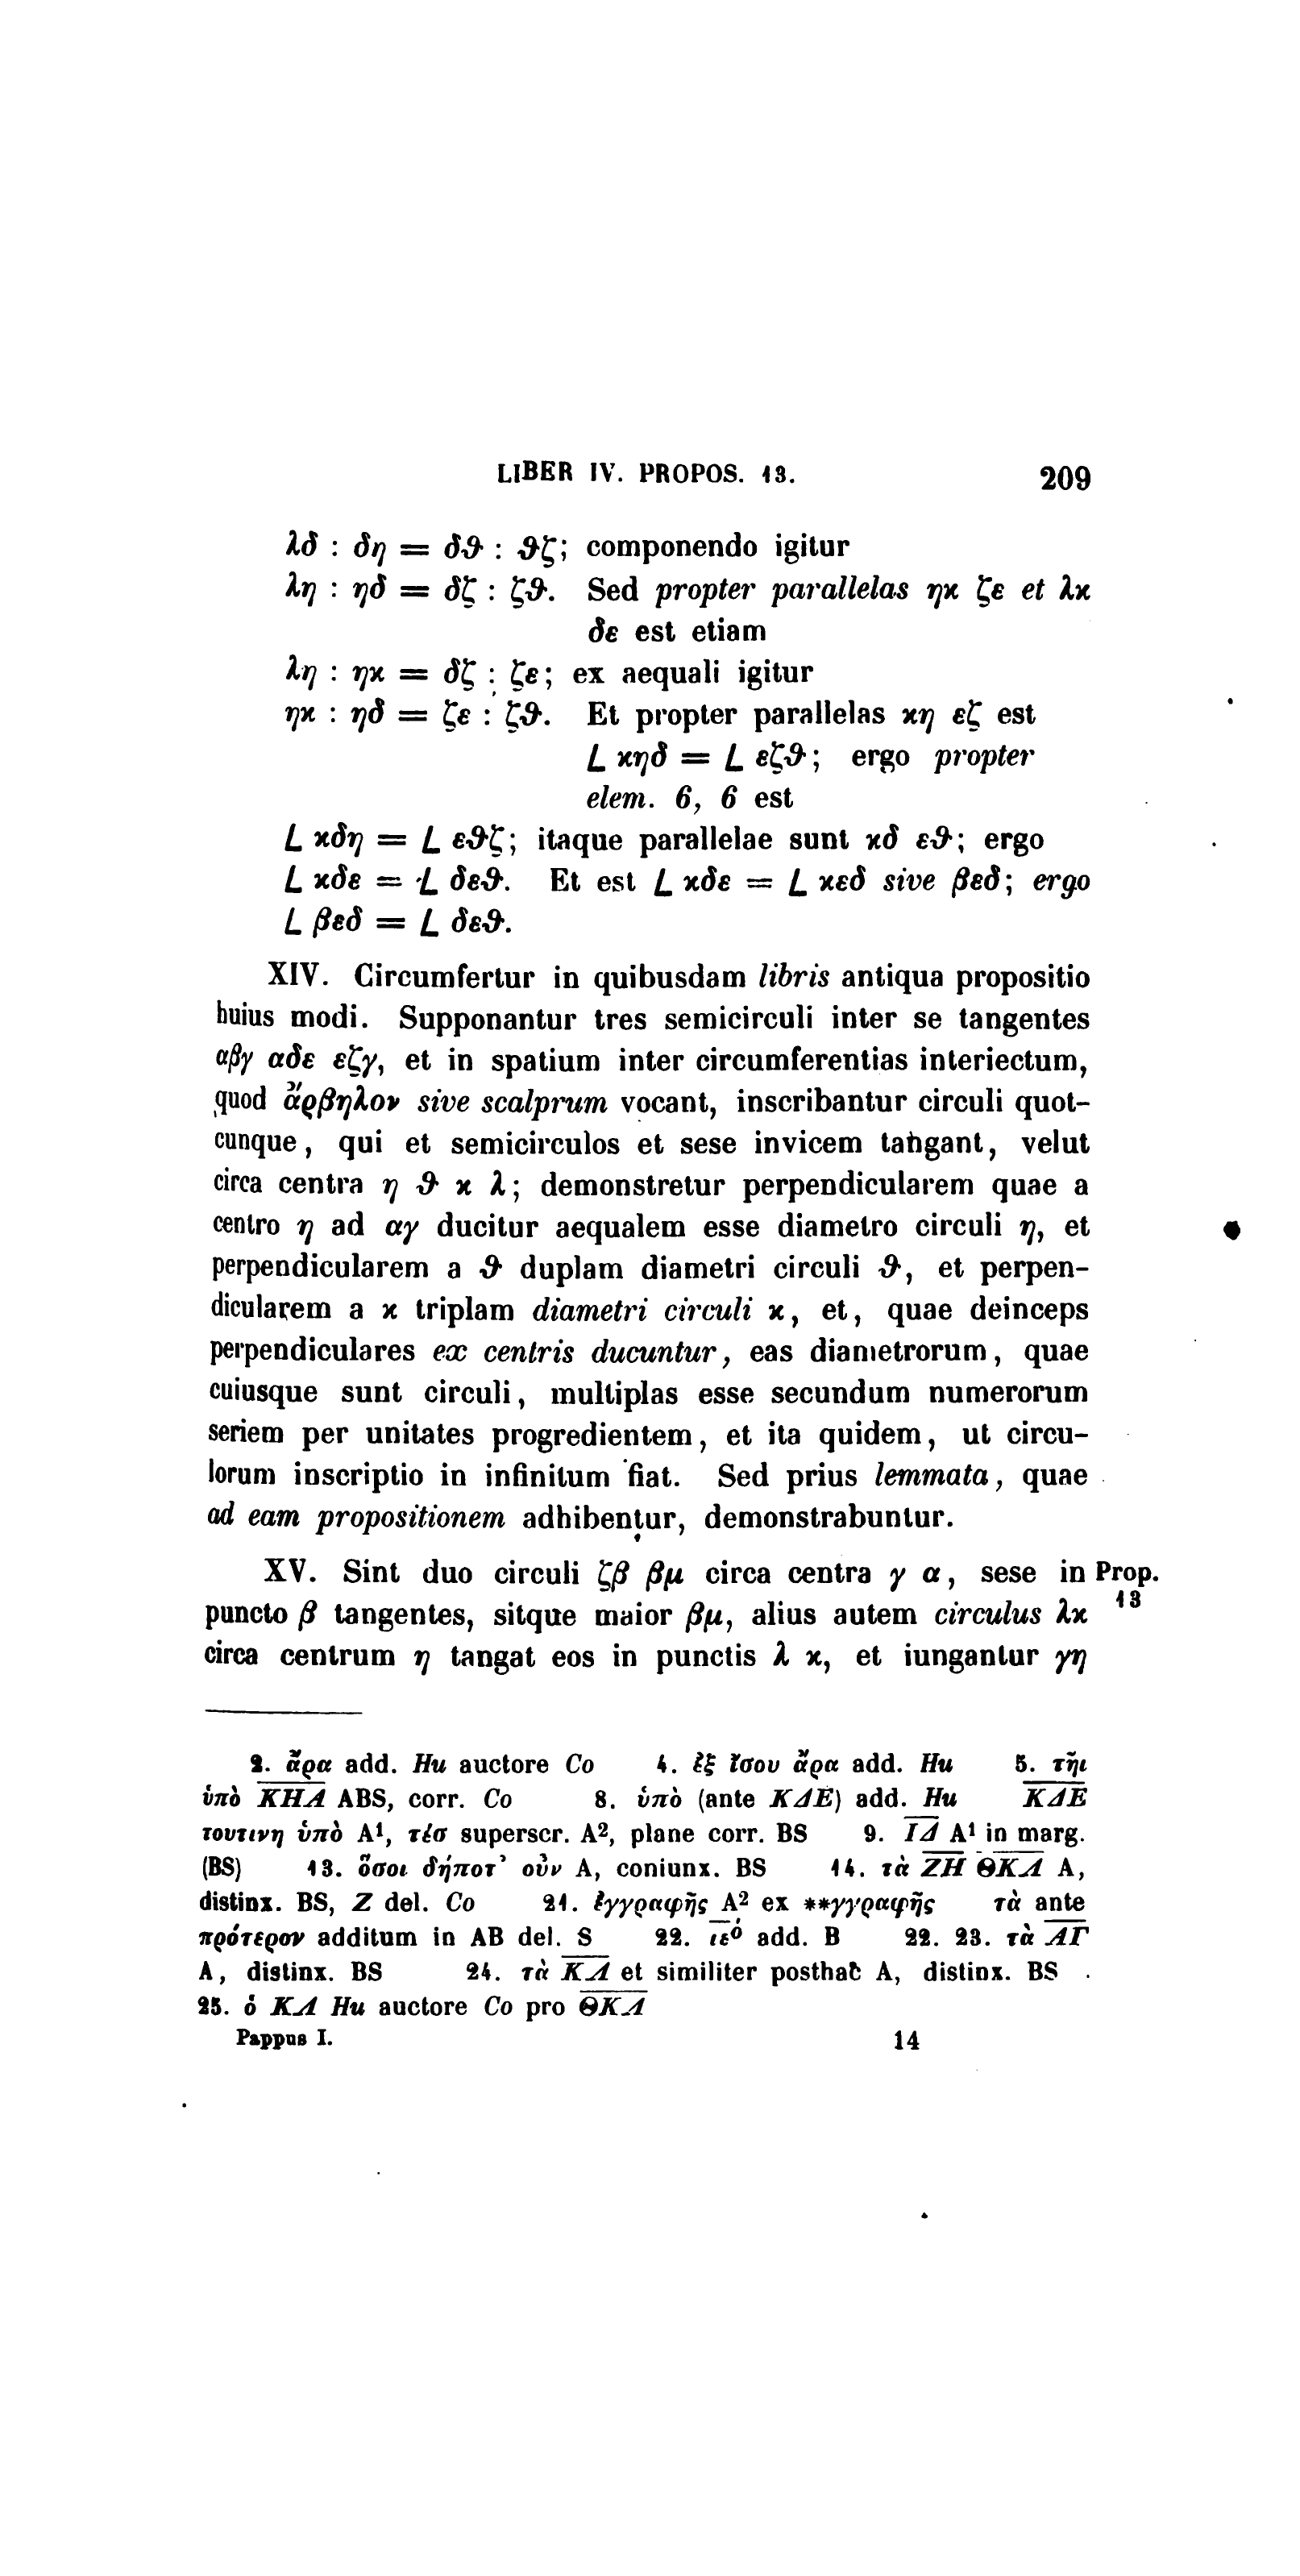 LIBER IV. PROPOS. 13. 209
λδ : δη = δϑ : ϑζ; componendo igitur
λη : ηδ = δζ : ζϑ. Sed propter parallelas ηϰ ζε et λϰ
δε est etiam
λη : ηϰ = δζ : ζε; ex aequali igitur
ηϰ : ηδ = ζε : ζϑ. Et propter parallelas ϰη εζ est
L ϰηδ = L εζϑ; ergo propter
elem. 6, 6 est
L ϰδη = L εϑζ; itaque parallelae sunt ϰδ εϑ; ergo
L ϰδε = L δεϑ. Et est L ϰδε = L ϰεδ sive βεδ; ergo
L βεδ = L δεϑ.
XIV. Circumfertur in quibusdam libris antiqua propositio
huius modi. Supponantur tres semicirculi inter se tangentes
αβγ αδε εζγ, et in spatium inter circumferentias interiectum,
quod ἄρβηλον sive scalprum vocant, inscribantur circuli quot-
cunque, qui et semicirculos et sese invicem tangant, velut
circa centra η ϑ ϰ λ; demonstretur perpendicularem quae a
centro η ad αγ ducitur aequalem esse diametro circuli η, et
perpendicularem a ϑ duplam diametri circuli ϑ, et perpen-
dicularem a ϰ triplam diametri circuli ϰ, et, quae deinceps
perpendiculares ex centris ducuntur, eas diametrorum, quae
cuiusque sunt circuli, multiplas esse secundum numerorum
seriem per unitates progredientem, et ita quidem, ut circu-
lorum inscriptio in infinitum fiat. Sed prius lemmata, quae
ad eam propositionem adhibentur, demonstrabuntur.
XV. Sint duo circuli ζβ βμ circa centra γ α, sese in Prop.
puncto β tangentes, sitque maior βμ, alius autem circulus λϰ 13
circa centrum η tangat eos in punctis λ ϰ, et iungantur γη
2. ἄρα add. Hu auctore Co 4. ἐξ ἴσου ἄρα add. Hu 5. τῆι
ὑπὸ ΚΗΛ ABS, corr. Co 8. ὑπὸ (ante ΚΔΕ) add. Hu ΚΔΕ
τουτινη ὑπὸ A¹, τέσ superscr. A², plane corr. BS 9. ΙΔ A¹ in marg.
(BS) 13. ὅσοι δήποτ’ οὖν A, coniunx. BS 14. τὰ ΖΗ ΘΚΛ A,
distinx. BS, Z del. Co 21. ἐγγραφῆς A² ex **γγραφῆς τὰ ante
πρότερον additum in AB del. S 22. ιεʹ add. B 22. 23. τὰ ΑΓ
A, distinx. BS 24. τὰ ΚΛ et similiter posthac A, distinx. BS
25. ὁ ΚΛ Hu auctore Co pro ΘΚΛ
Pappus I. 14